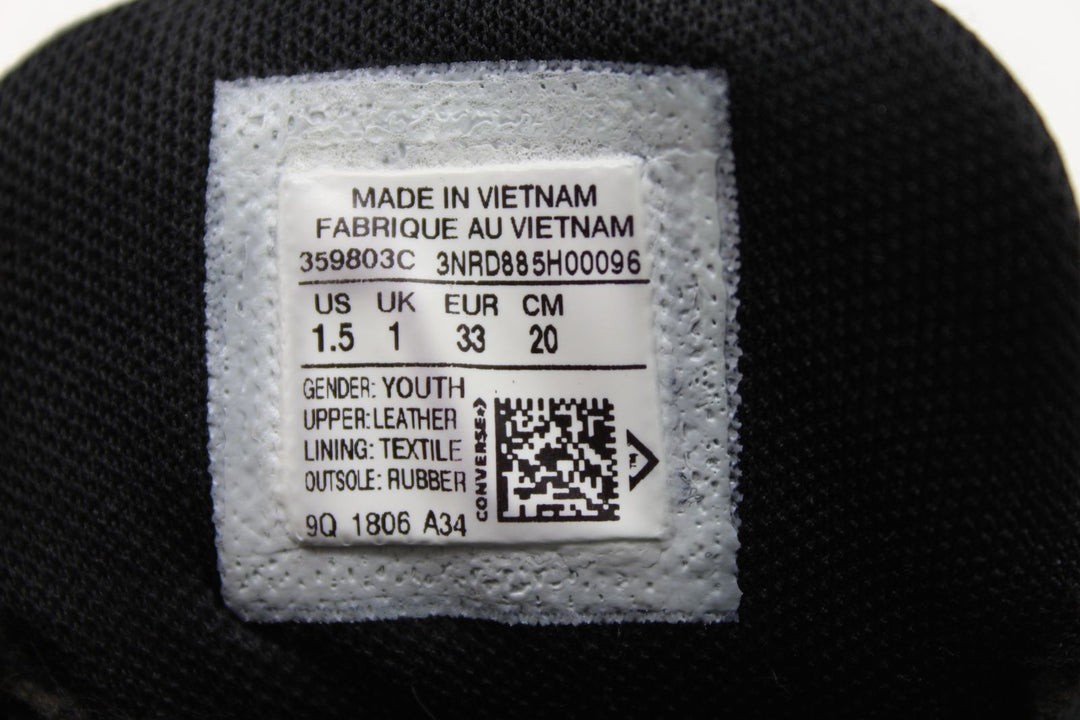 MADE IN VIETNAM
FABRIQUE AU VIETNAM
359803C 3NRD885H00096
US UK EUR CM
1.5 1 33 20
GENDER: YOUTH
UPPER: LEATHER
LINING: TEXTILE
OUTSOLE: RUBBER
9Q 1806 A34
CONVERSE
TM